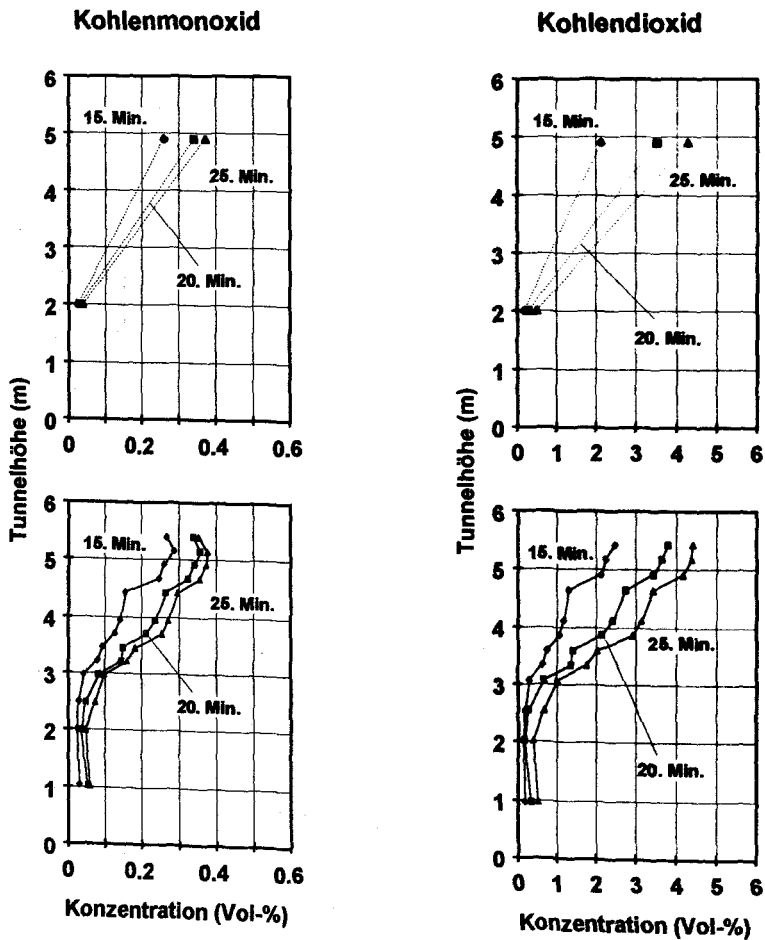 Kohlenmonoxid
Kohlendioxid
6
5
4
3
2
1
0
15. Min.
25. Min.
20. Min.
0
0.2
0.4
0.6
6
5
4
3
2
1
0
15. Min.
25. Min.
20. Min.
0
1
2
3
4
5
6
Tunnelhöhe (m)
Tunnelhöhe (m)
6
5
4
3
2
1
0
15. Min.
25. Min.
20. Min.
0
0.2
0.4
0.6
Konzentration (Vol-%)
6
5
4
3
2
1
0
15. Min.
25. Min.
20. Min.
0
1
2
3
4
5
6
Konzentration (Vol-%)